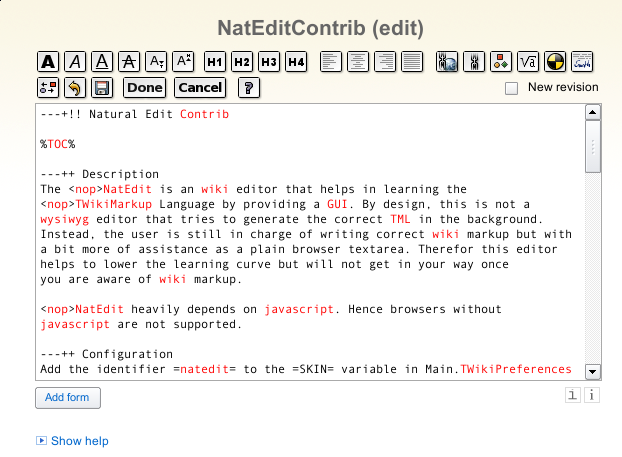 NatEditContrib (edit)
A A A A AT Ax H1 H2 H3 H4 √a
Done Cancel ? New revision
---+!! Natural Edit Contrib
%TOC%
---++ Description
The <nop>NatEdit is an wiki editor that helps in learning the
<nop>TWikiMarkup Language by providing a GUI. By design, this is not a
wysiwyg editor that tries to generate the correct TML in the background.
Instead, the user is still in charge of writing correct wiki markup but with
a bit more of assistance as a plain browser textarea. Therefor this editor
helps to lower the learning curve but will not get in your way once
you are aware of wiki markup.
<nop>NatEdit heavily depends on javascript. Hence browsers without
javascript are not supported.
---++ Configuration
Add the identifier =natedit= to the =SKIN= variable in Main.TWikiPreferences
Add form
i i
Show help